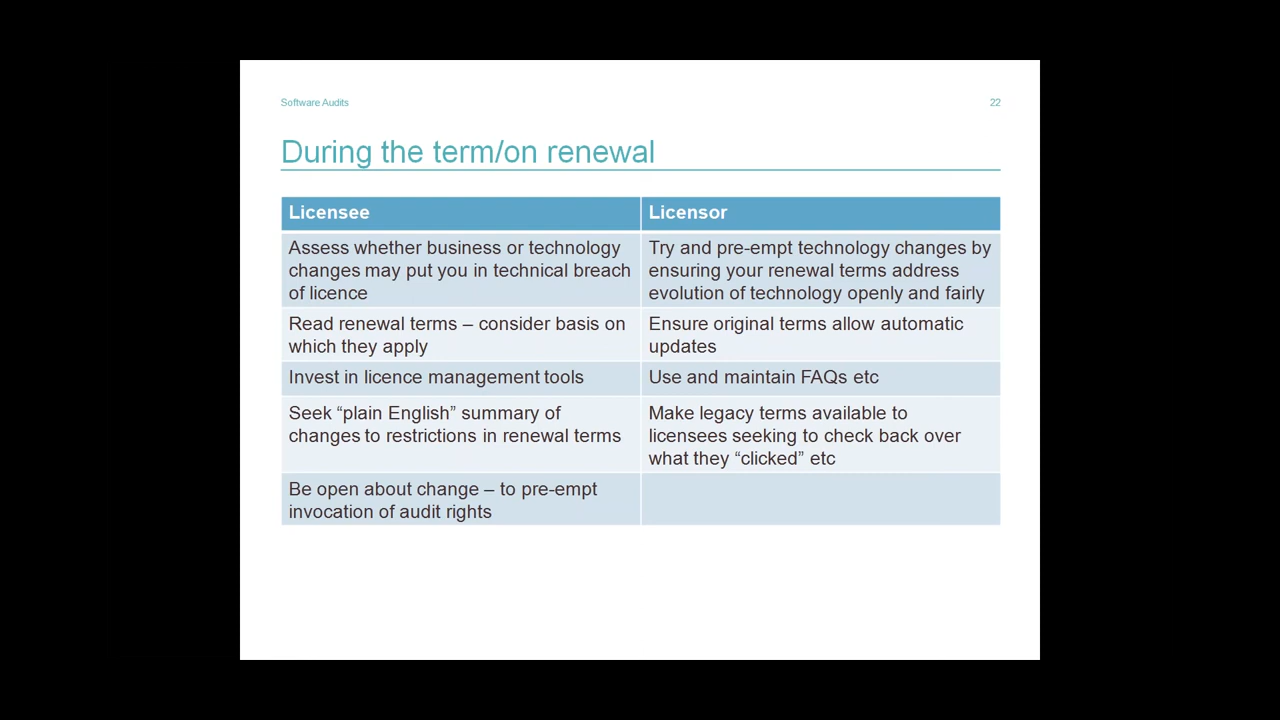 Software Audits
22
During the term/on renewal
Licensee
Licensor
Assess whether business or technology
changes may put you in technical breach
of licence
Try and pre-empt technology changes by
ensuring your renewal terms address
evolution of technology openly and fairly
Read renewal terms – consider basis on
which they apply
Ensure original terms allow automatic
updates
Invest in licence management tools
Use and maintain FAQs etc
Seek “plain English” summary of
changes to restrictions in renewal terms
Make legacy terms available to
licensees seeking to check back over
what they “clicked” etc
Be open about change – to pre-empt
invocation of audit rights